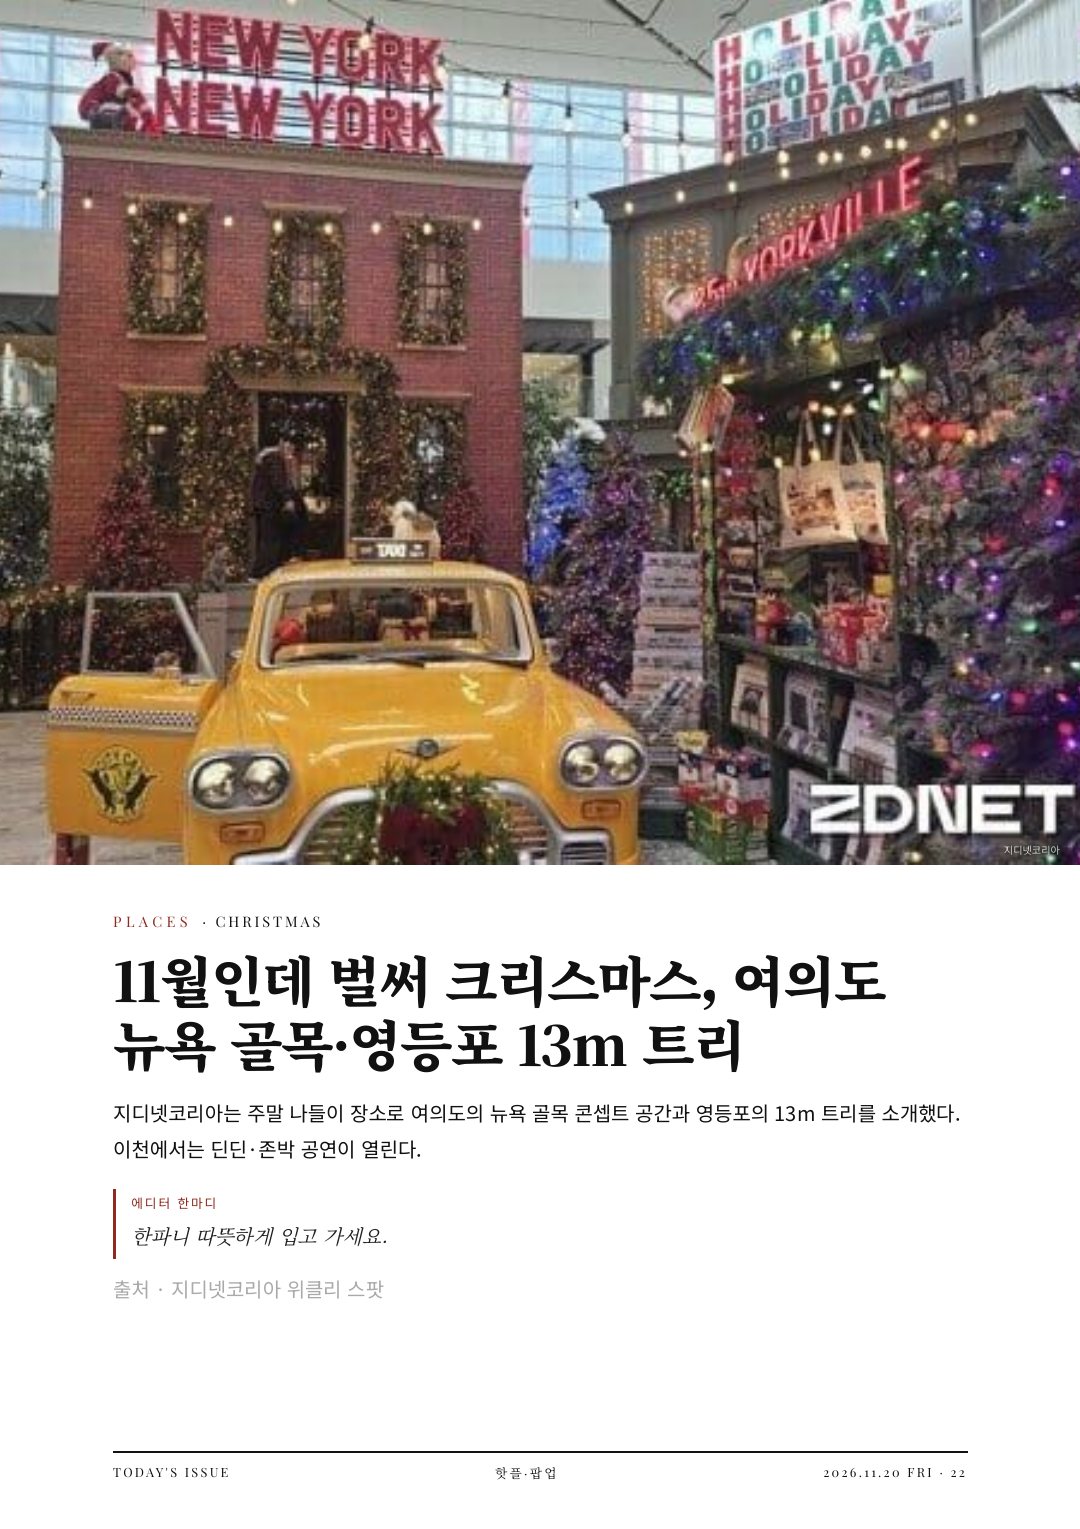 NEW YORK
NEW YORK
HOLIDAY
HOLIDAY
HOLIDAY
HOLIDAY
HOLIDAY
YORKVILLE
TAXI
ZDNET
지디넷코리아
PLACES · CHRISTMAS
11월인데 벌써 크리스마스, 여의도
뉴욕 골목·영등포 13m 트리
지디넷코리아는 주말 나들이 장소로 여의도의 뉴욕 골목 콘셉트 공간과 영등포의 13m 트리를 소개했다.
이천에서는 딘딘·존박 공연이 열린다.
에디터 한마디
한파니 따뜻하게 입고 가세요.
출처 · 지디넷코리아 위클리 스팟
TODAY'S ISSUE
핫플·팝업
2026.11.20 FRI · 22